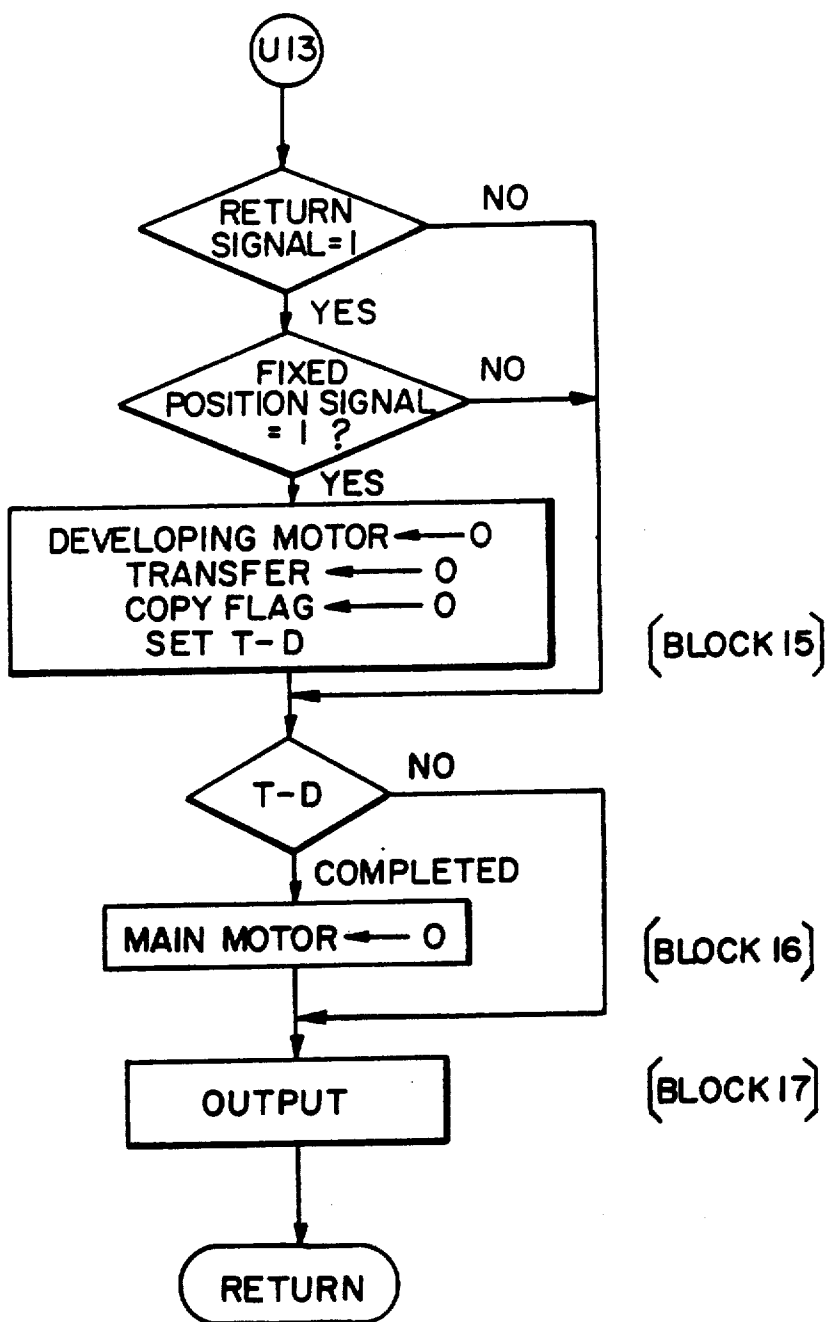 U13
RETURN
SIGNAL=1
NO
YES
FIXED
POSITION SIGNAL
= 1 ?
NO
YES
DEVELOPING MOTOR ← 0
TRANSFER ← 0
COPY FLAG ← 0
SET T-D
[BLOCK 15]
T-D
NO
COMPLETED
MAIN MOTOR ← 0
[BLOCK 16]
OUTPUT
[BLOCK 17]
RETURN